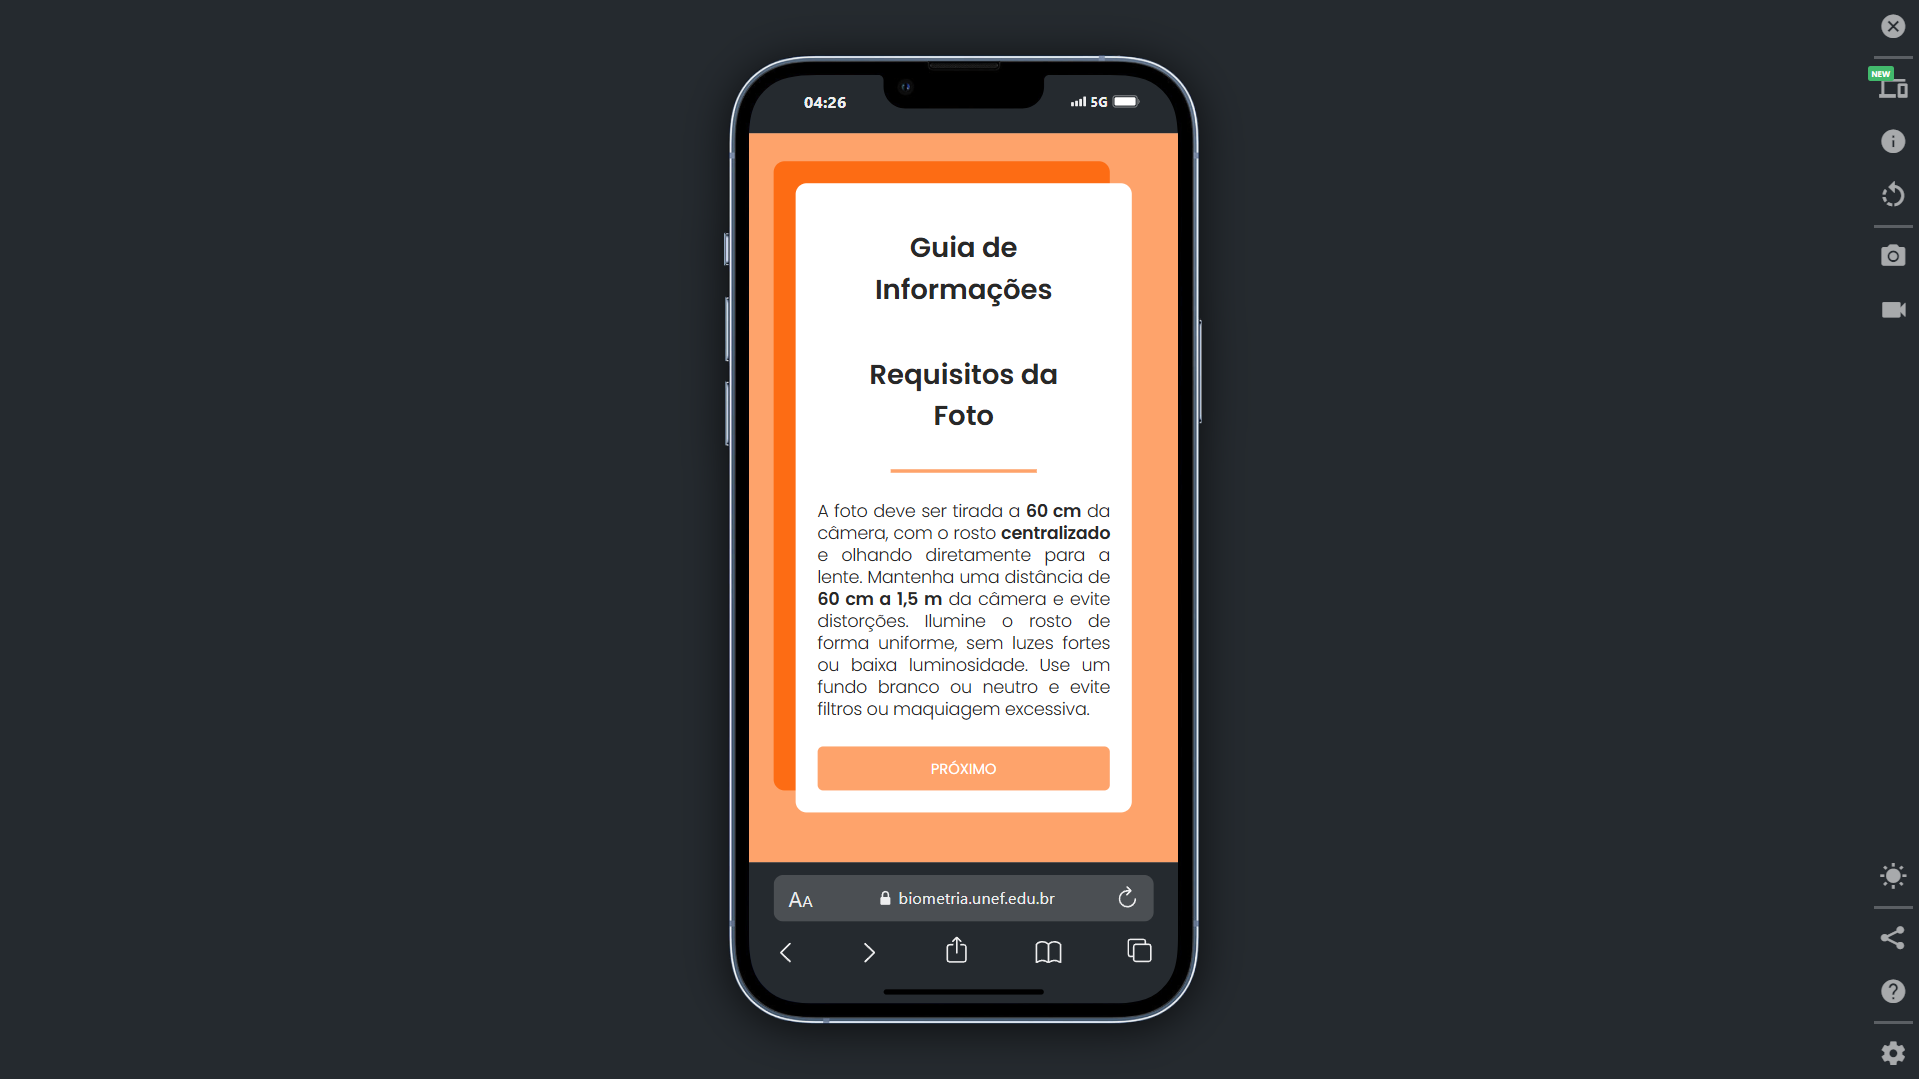 04:26
5G
NEW
Guia de
Informações
Requisitos da
Foto
A foto deve ser tirada a 60 cm da
câmera, com o rosto centralizado
e olhando diretamente para a
lente. Mantenha uma distância de
60 cm a 1,5 m da câmera e evite
distorções. Ilumine o rosto de
forma uniforme, sem luzes fortes
ou baixa luminosidade. Use um
fundo branco ou neutro e evite
filtros ou maquiagem excessiva.
PRÓXIMO
AA
biometria.unef.edu.br